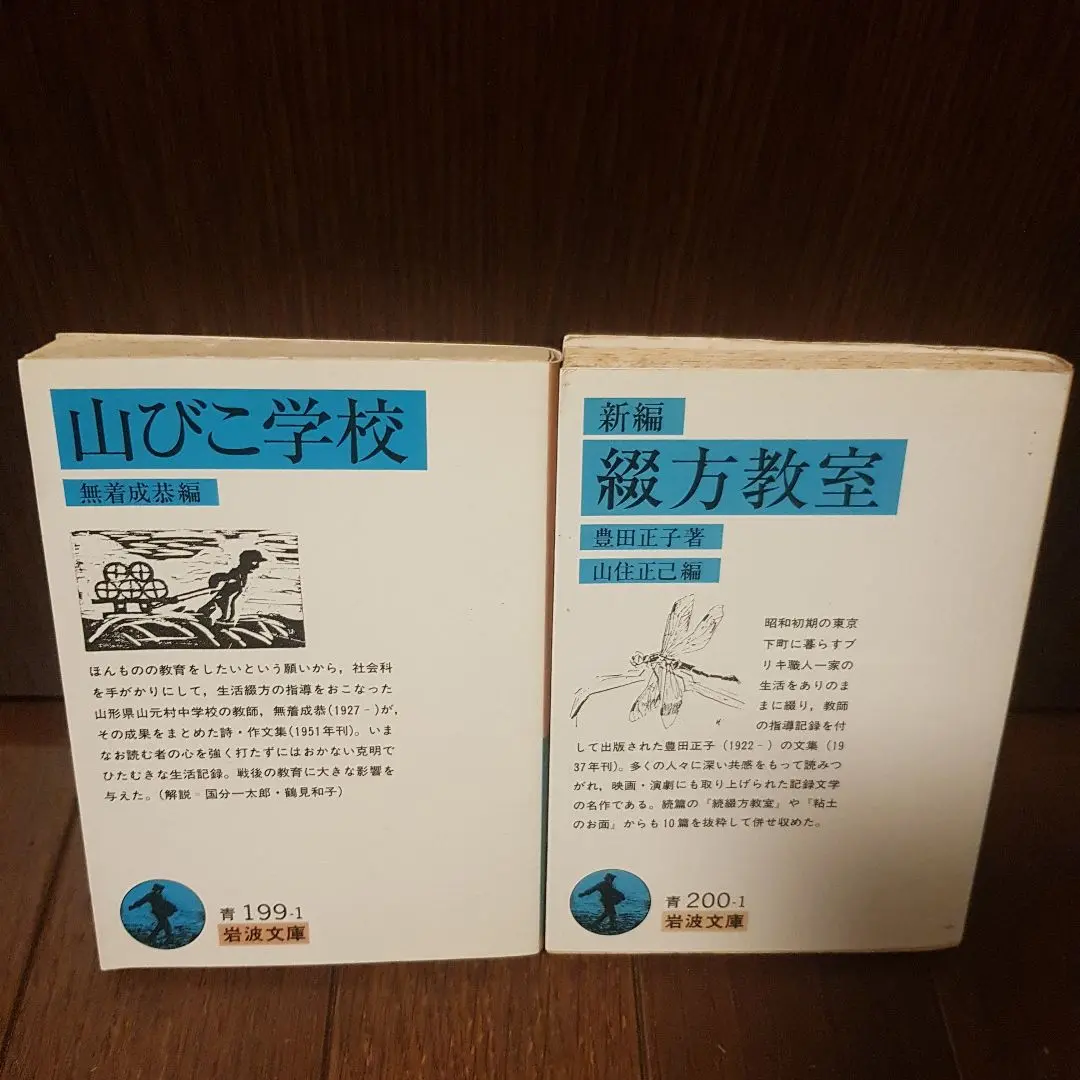 山びこ学校
無着成恭編
ほんものの教育をしたいという願いから，社会科
を手がかりにして，生活綴方の指導をおこなった
山形県山元村中学校の教師，無着成恭(1927－)が，
その成果をまとめた詩・作文集(1951年刊)。いま
なお読む者の心を強く打たずにはおかない克明で
ひたむきな生活記録。戦後の教育に大きな影響を
与えた。(解説＝国分一太郎・鶴見和子)
青 199-1
岩波文庫
新編
綴方教室
豊田正子著
山住正己編
昭和初期の東京
下町に暮らすブ
リキ職人一家の
生活をありのま
まに綴り，教師
の指導記録を付
して出版された豊田正子（1922－）の文集（19
37年刊）。多くの人々に深い共感をもって読みつ
がれ，映画・演劇にも取り上げられた記録文学
の名作である。続篇の「続綴方教室」や「粘土
のお面」からも10篇を抜粋して併せ収めた。
青 200-1
岩波文庫